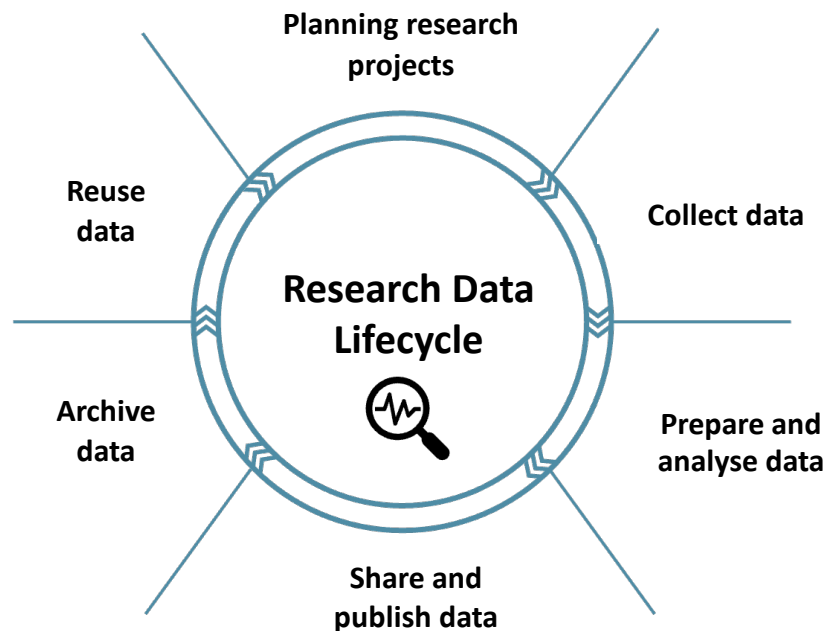 Planning research
projects
Collect data
Prepare and
analyse data
Share and
publish data
Archive
data
Reuse
data
Research Data
Lifecycle